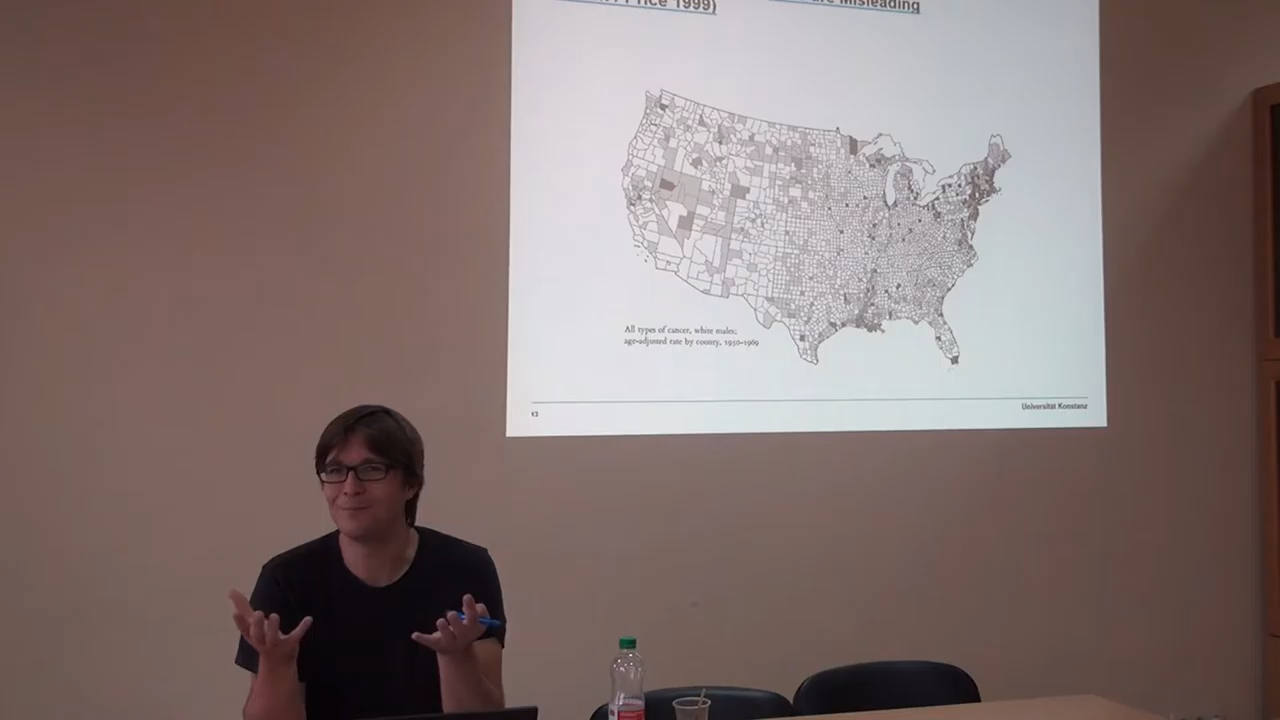 Price 1999)
are Misleading
All types of cancer, white males;
age-adjusted rate by county, 1950-1969
13
Universität Konstanz